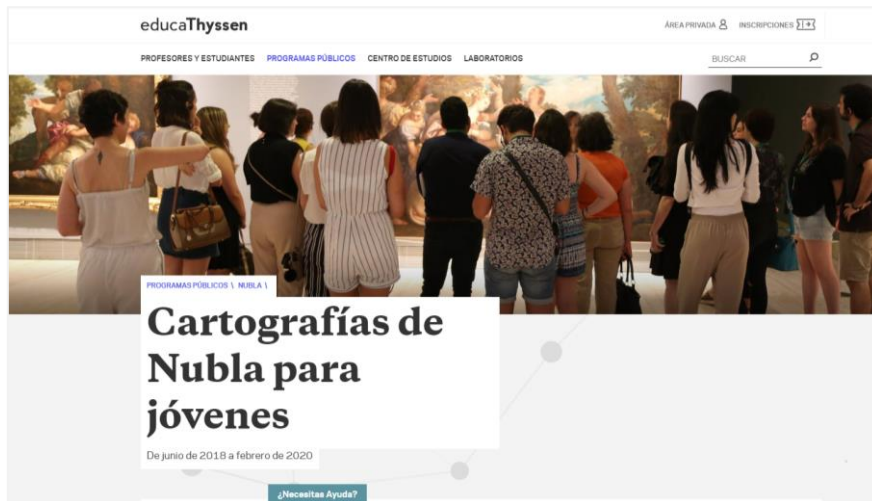 educaThyssen
ÁREA PRIVADA
INSCRIPCIONES
PROFESORES Y ESTUDIANTES PROGRAMAS PÚBLICOS CENTRO DE ESTUDIOS LABORATORIOS
BUSCAR
PROGRAMAS PÚBLICOS \ NUBLA \
Cartografías de
Nubla para
jóvenes
De junio de 2018 a febrero de 2020
¿Necesitas Ayuda?